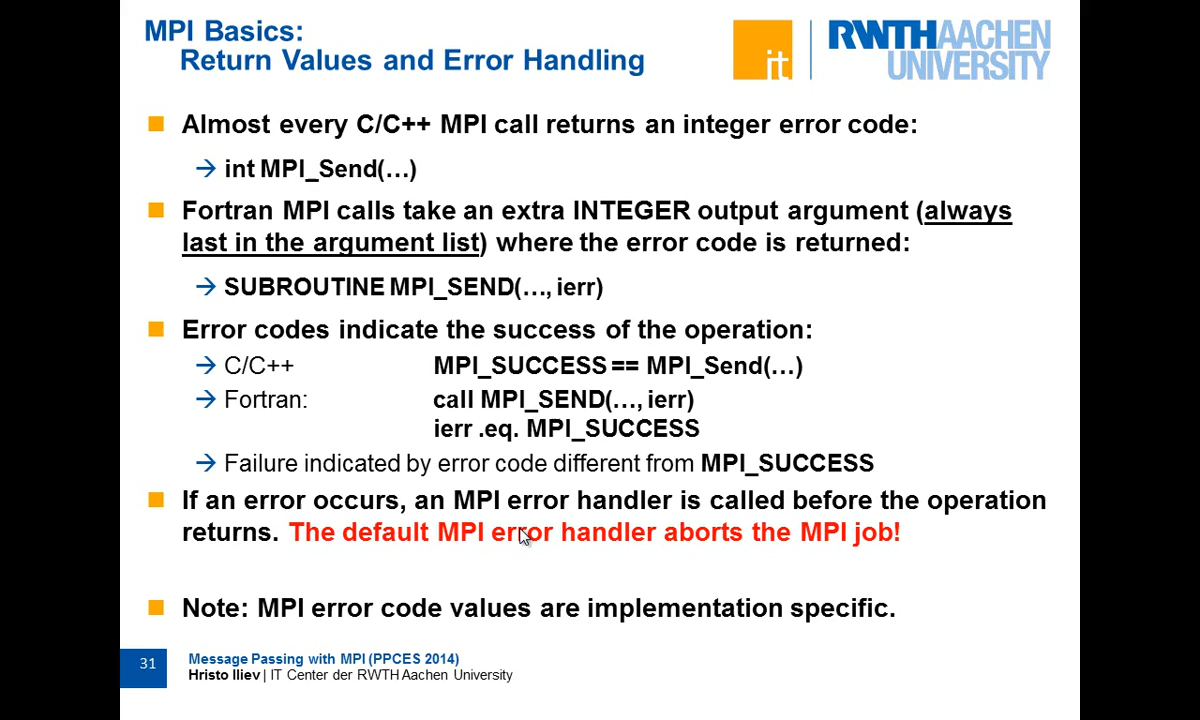 MPI Basics:
Return Values and Error Handling
it
RWTHAACHEN
UNIVERSITY
Almost every C/C++ MPI call returns an integer error code:
→ int MPI_Send(…)
Fortran MPI calls take an extra INTEGER output argument (always
last in the argument list) where the error code is returned:
→ SUBROUTINE MPI_SEND(…, ierr)
Error codes indicate the success of the operation:
→ C/C++ MPI_SUCCESS == MPI_Send(…)
→ Fortran: call MPI_SEND(…, ierr)
ierr .eq. MPI_SUCCESS
→ Failure indicated by error code different from MPI_SUCCESS
If an error occurs, an MPI error handler is called before the operation
returns. The default MPI error handler aborts the MPI job!
Note: MPI error code values are implementation specific.
31
Message Passing with MPI (PPCES 2014)
Hristo Iliev | IT Center der RWTH Aachen University